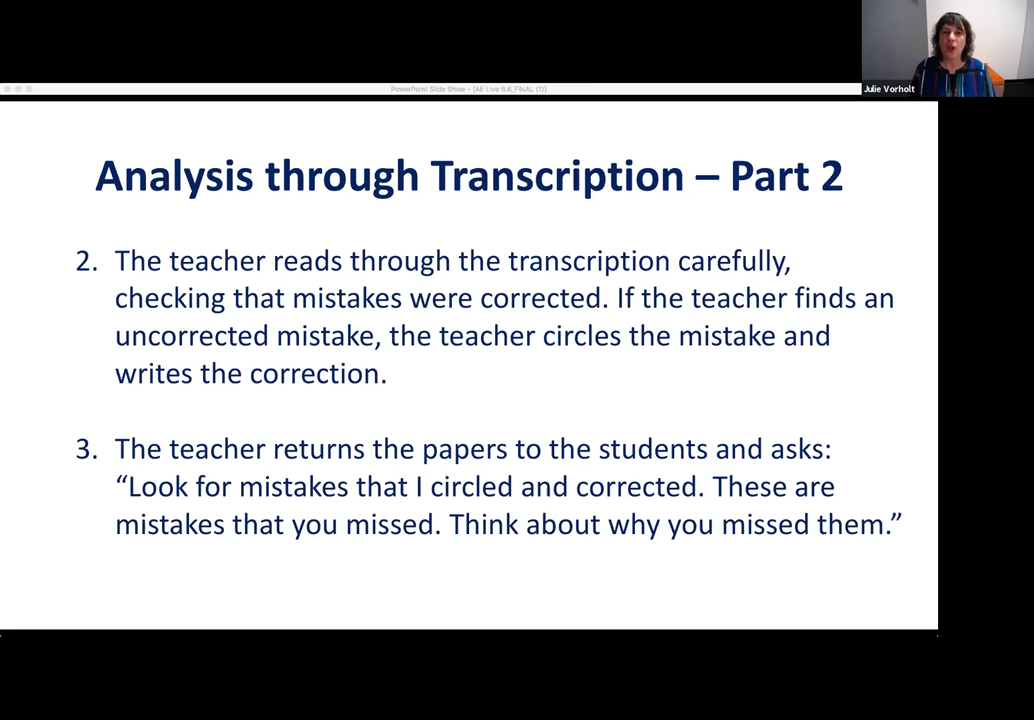 Julie Vorholt
PowerPoint Slide Show - [AE Live 6.6_FINAL (1)]
Analysis through Transcription – Part 2
2. The teacher reads through the transcription carefully,
checking that mistakes were corrected. If the teacher finds an
uncorrected mistake, the teacher circles the mistake and
writes the correction.
3. The teacher returns the papers to the students and asks:
“Look for mistakes that I circled and corrected. These are
mistakes that you missed. Think about why you missed them.”